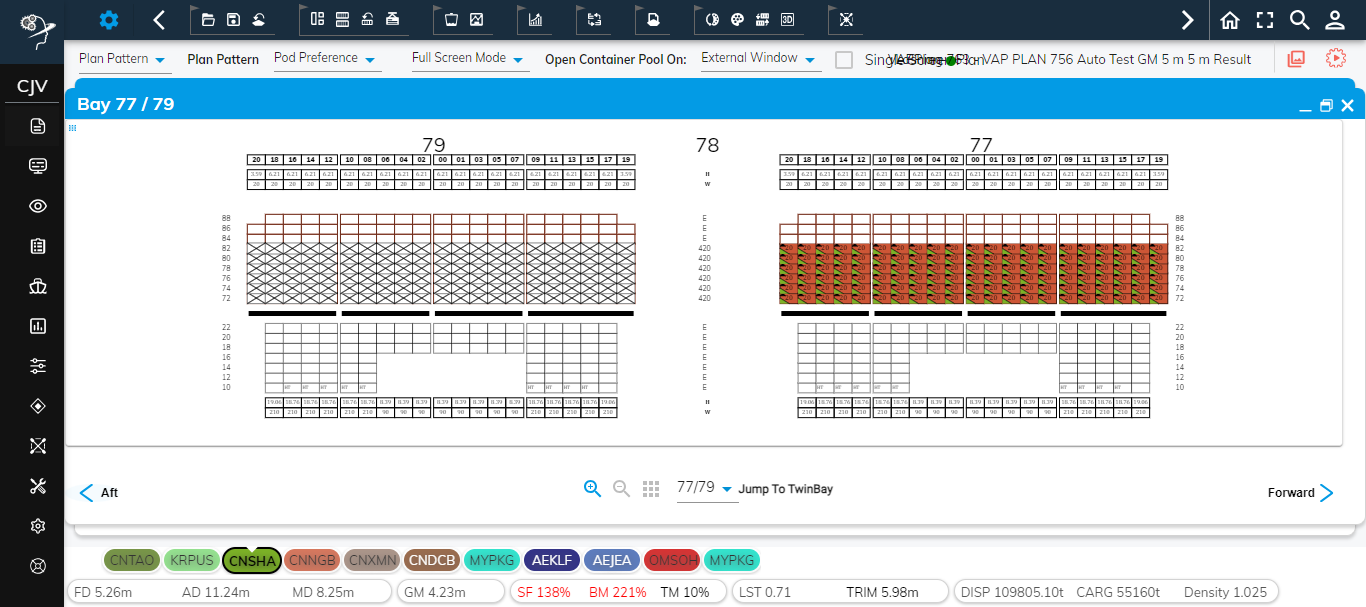 CJV
Plan Pattern
Plan Pattern
Pod Preference
Full Screen Mode
Open Container Pool On:
External Window
VAP PLAN 756 Auto Test GM 5 m 5 m Result
Bay 77 / 79
79 78 77
20 18 16 14 12 10 08 06 04 02 00 01 03 05 07 09 11 13 15 17 19 20 18 16 14 12 10 08 06 04 02 00 01 03 05 07 09 11 13 15 17 19
3.59 6.21 6.21 6.21 6.21 6.21 6.21 6.21 6.21 6.21 6.21 6.21 6.21 6.21 6.21 6.21 6.21 6.21 6.21 6.21 3.59 H 3.59 6.21 6.21 6.21 6.21 6.21 6.21 6.21 6.21 6.21 6.21 6.21 6.21 6.21 6.21 6.21 6.21 6.21 6.21 6.21 3.59
20 20 20 20 20 20 20 20 20 20 20 20 20 20 20 20 20 20 20 20 20 W 20 20 20 20 20 20 20 20 20 20 20 20 20 20 20 20 20 20 20 20 20
88 E 88
86 E 86
84 E 84
82 420 82
80 420 80
78 420 78
76 420 76
74 420 74
72 420 72
22 E 22
20 E 20
18 E 18
16 E 16
14 E 14
12 E 12
10 HT HT HT HT HT HT HT HT HT E HT HT HT HT HT HT HT HT HT 10
19.06 18.76 18.76 18.76 18.76 18.76 8.39 8.39 8.39 8.39 8.39 8.39 8.39 8.39 18.76 18.76 18.76 18.76 19.06 H 19.06 18.76 18.76 18.76 18.76 18.76 8.39 8.39 8.39 8.39 8.39 8.39 8.39 8.39 18.76 18.76 18.76 18.76 19.06
210 210 210 210 210 210 90 90 90 90 90 90 90 90 210 210 210 210 210 W 210 210 210 210 210 210 90 90 90 90 90 90 90 90 210 210 210 210 210
Aft
77/79
Jump To TwinBay
Forward
CNTAO KRPUS CNSHA CNNGB CNXMN CNDCB MYPKG AEKLF AEJEA OMSOH MYPKG
FD 5.26m AD 11.24m MD 8.25m GM 4.23m SF 138% BM 221% TM 10% LST 0.71 TRIM 5.98m DISP 109805.10t CARG 55160t Density 1.025